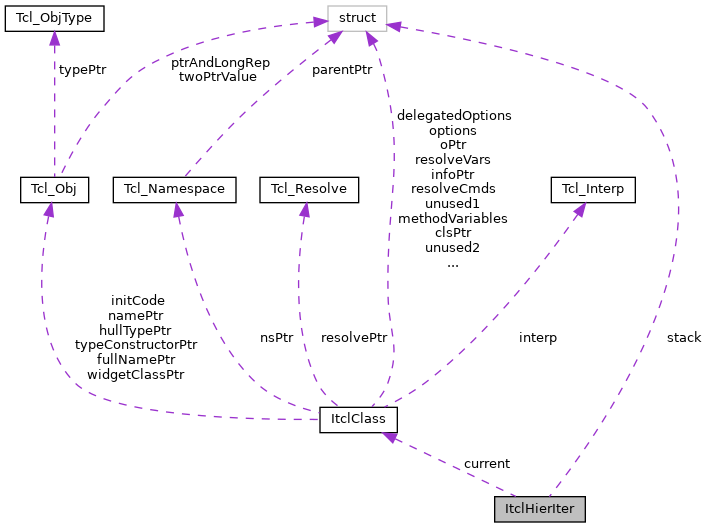 Tcl_ObjType
struct
typePtr
ptrAndLongRep
twoPtrValue
parentPtr
delegatedOptions
options
oPtr
resolveVars
infoPtr
resolveCmds
unused1
methodVariables
clsPtr
unused2
...
Tcl_Obj
Tcl_Namespace
Tcl_Resolve
Tcl_Interp
initCode
namePtr
hullTypePtr
typeConstructorPtr
fullNamePtr
widgetClassPtr
nsPtr
resolvePtr
interp
stack
ItclClass
current
ItclHierIter